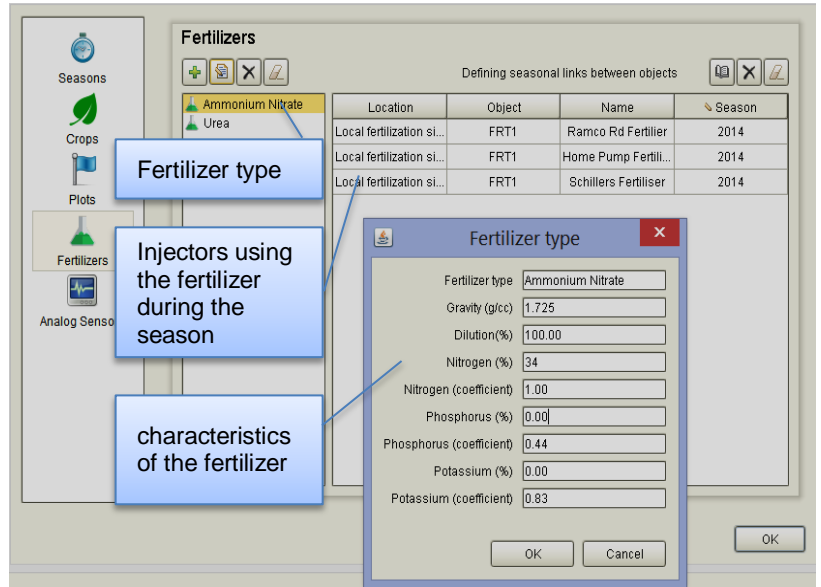 Fertilizers
Seasons
Crops
Plots
Fertilizers
Analog Senso
Defining seasonal links between objects
Ammonium Nitrate
Urea
Location Object Name Season
Local fertilization si... FRT1 Ramco Rd Fertilier 2014
Local fertilization si... FRT1 Home Pump Fertili... 2014
Local fertilization si... FRT1 Schillers Fertiliser 2014
Fertilizer type
Injectors using
the fertilizer
during the
season
characteristics
of the fertilizer
Fertilizer type X
Fertilizer type Ammonium Nitrate
Gravity (g/cc) 1.725
Dilution(%) 100.00
Nitrogen (%) 34
Nitrogen (coefficient) 1.00
Phosphorus (%) 0.00
Phosphorus (coefficient) 0.44
Potassium (%) 0.00
Potassium (coefficient) 0.83
OK Cancel
OK